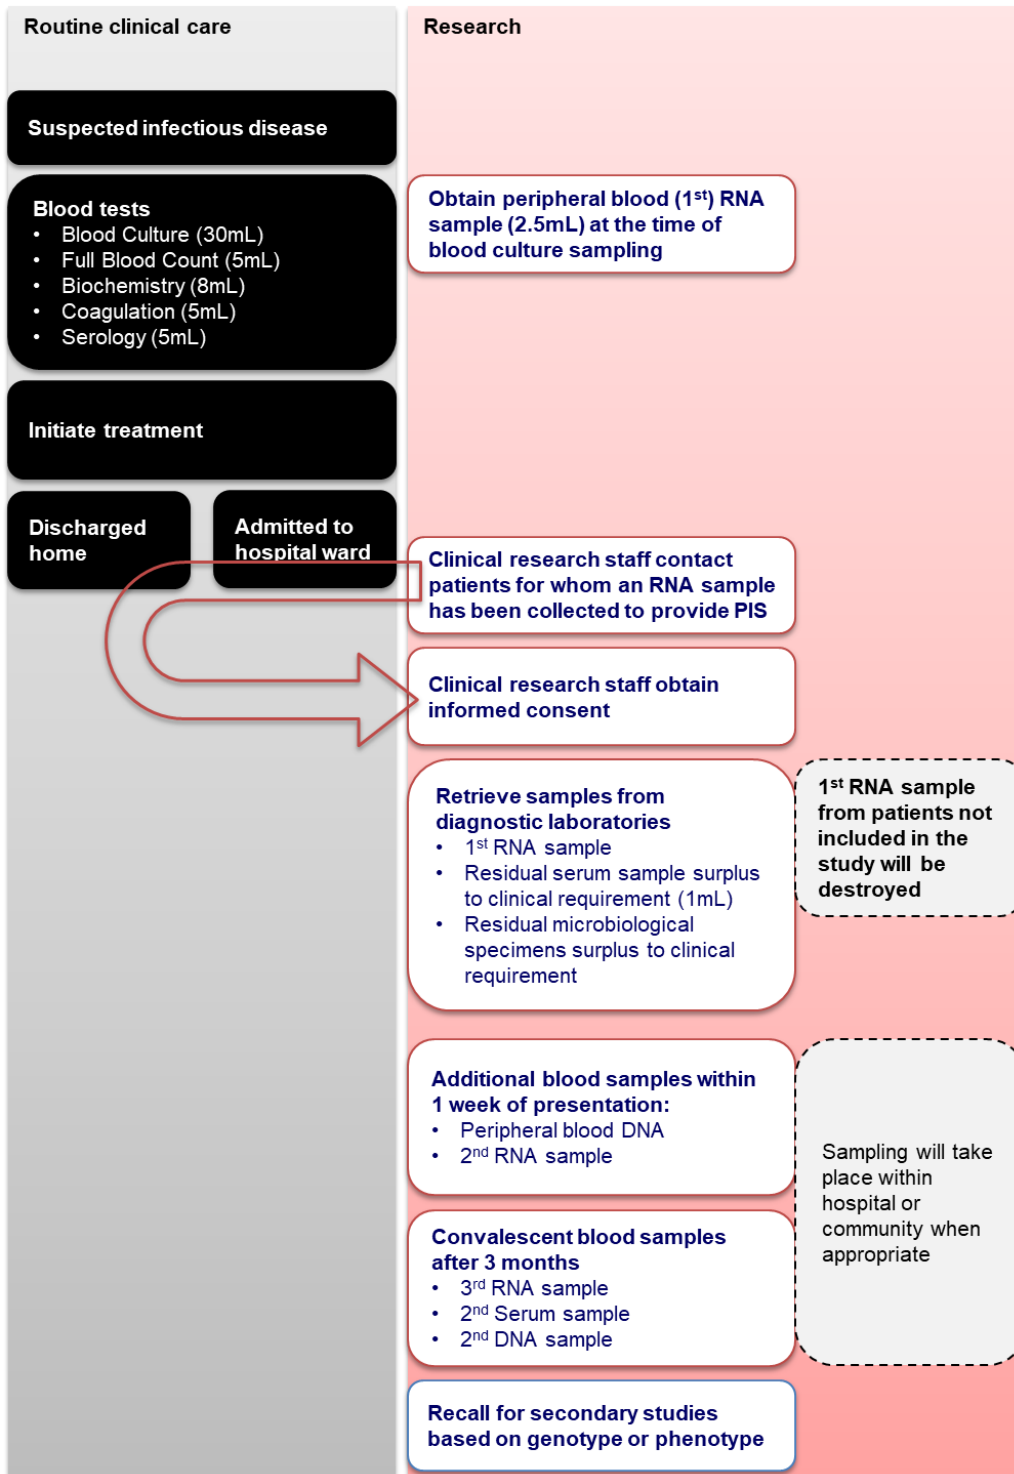 Routine clinical care
Research
Suspected infectious disease
Blood tests
• Blood Culture (30mL)
• Full Blood Count (5mL)
• Biochemistry (8mL)
• Coagulation (5mL)
• Serology (5mL)
Obtain peripheral blood (1st) RNA
sample (2.5mL) at the time of
blood culture sampling
Initiate treatment
Discharged
home
Admitted to
hospital ward
Clinical research staff contact
patients for whom an RNA sample
has been collected to provide PIS
Clinical research staff obtain
informed consent
Retrieve samples from
diagnostic laboratories
• 1st RNA sample
• Residual serum sample surplus
to clinical requirement (1mL)
• Residual microbiological
specimens surplus to clinical
requirement
1st RNA sample
from patients not
included in the
study will be
destroyed
Additional blood samples within
1 week of presentation:
• Peripheral blood DNA
• 2nd RNA sample
Convalescent blood samples
after 3 months
• 3rd RNA sample
• 2nd Serum sample
• 2nd DNA sample
Sampling will take
place within
hospital or
community when
appropriate
Recall for secondary studies
based on genotype or phenotype